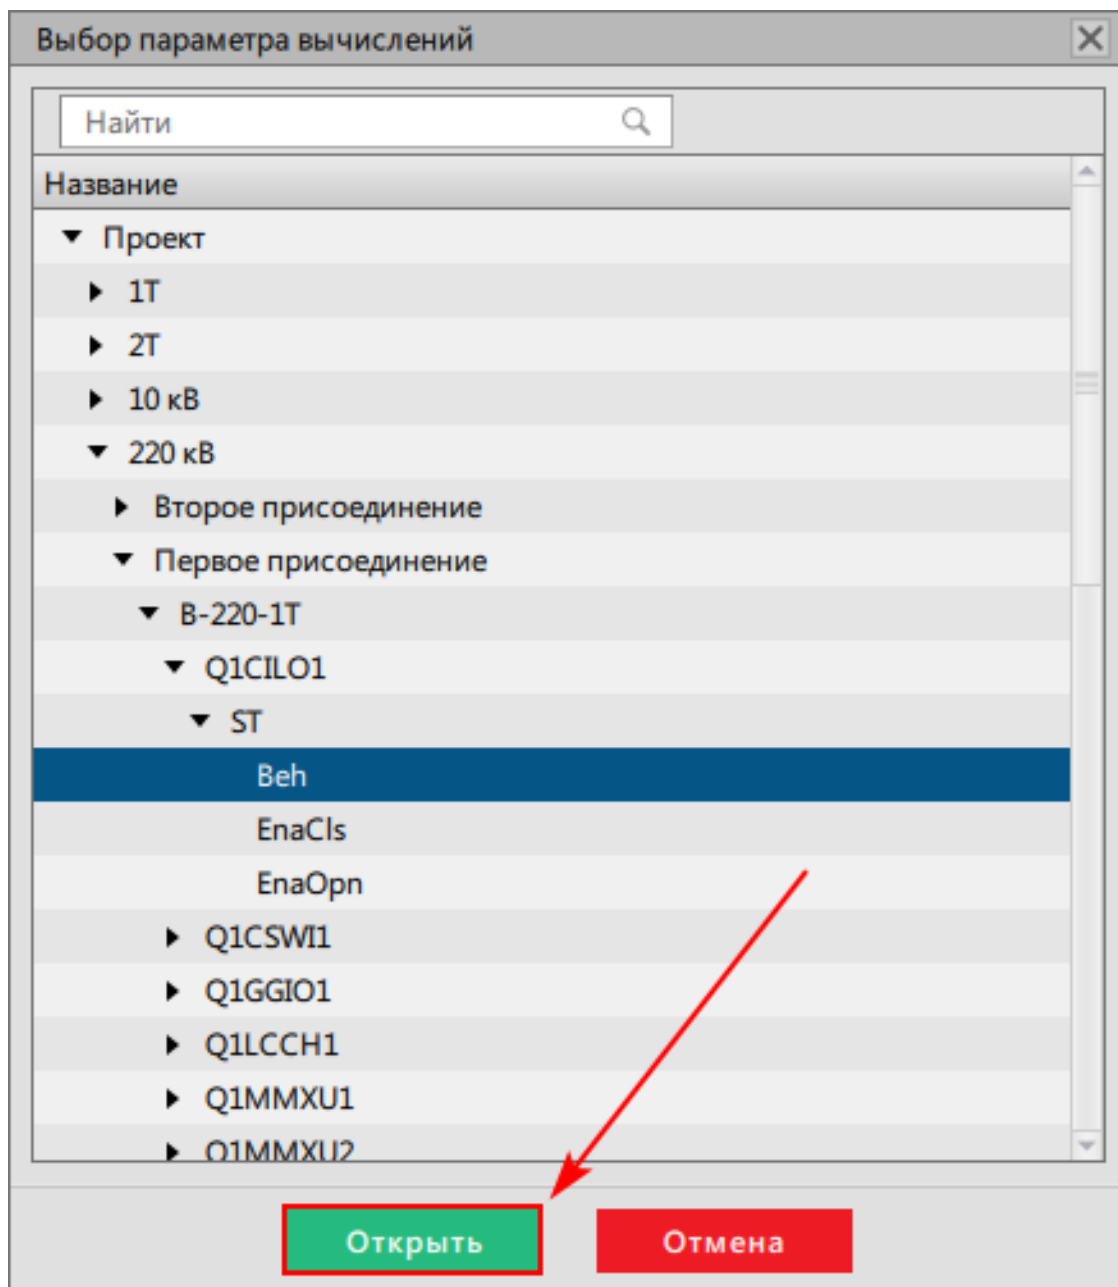 Выбор параметра вычислений
Найти
Название
Проект
1Т
2Т
10 кВ
220 кВ
Второе присоединение
Первое присоединение
В-220-1Т
Q1CILO1
ST
Beh
EnaCls
EnaOpn
Q1CSWI1
Q1GGIO1
Q1LCCH1
Q1MMXU1
Q1MMXU2
Открыть Отмена